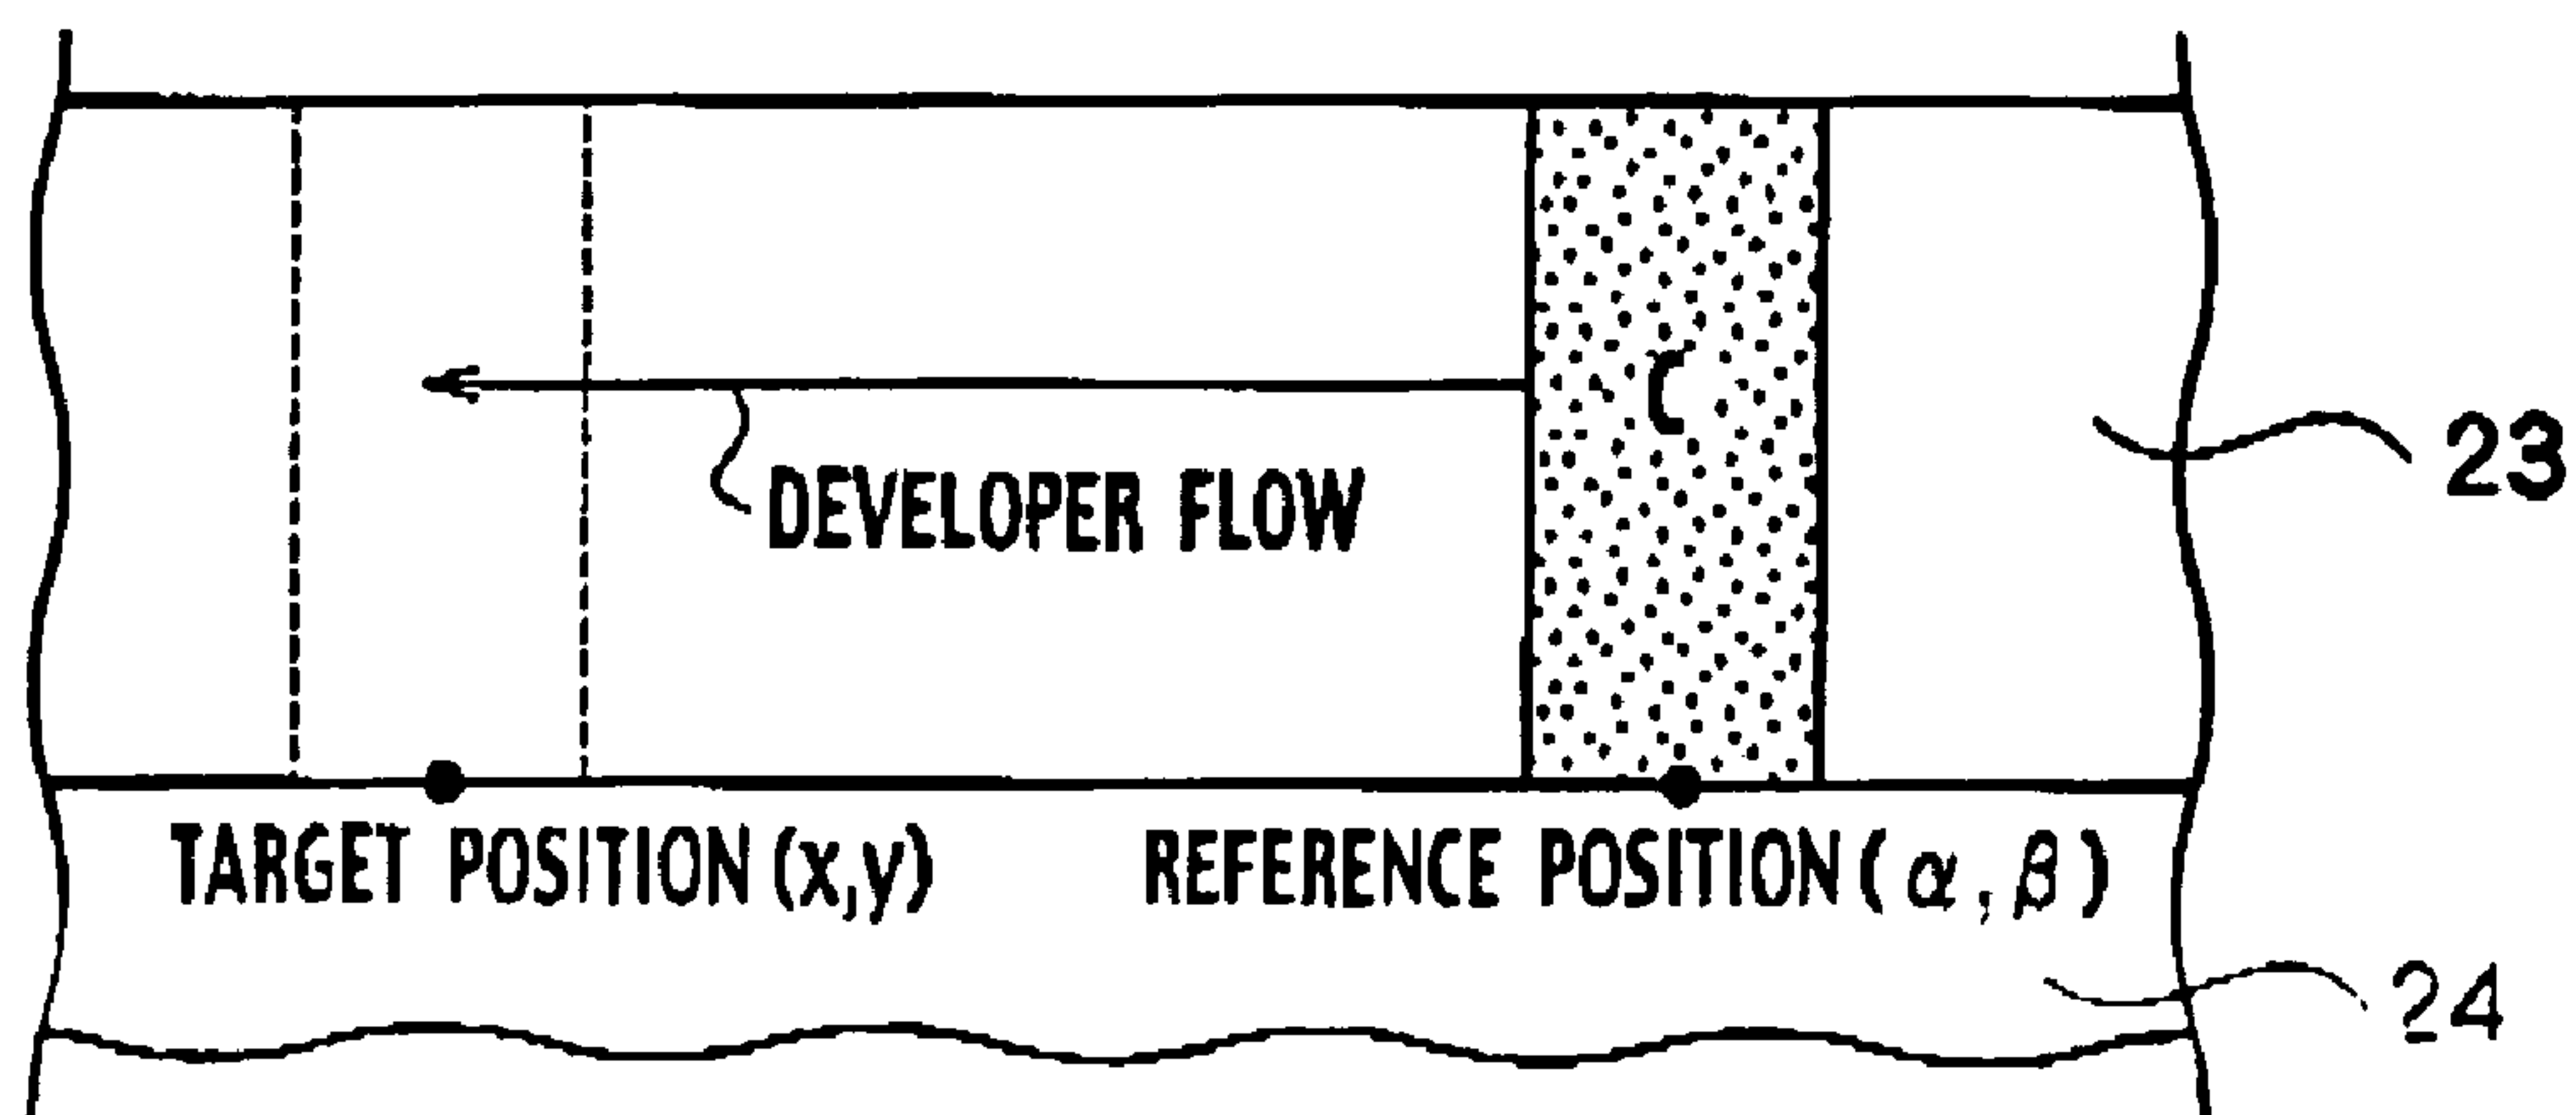 C
23
DEVELOPER FLOW
TARGET POSITION (x,y)
REFERENCE POSITION (α, β)
24